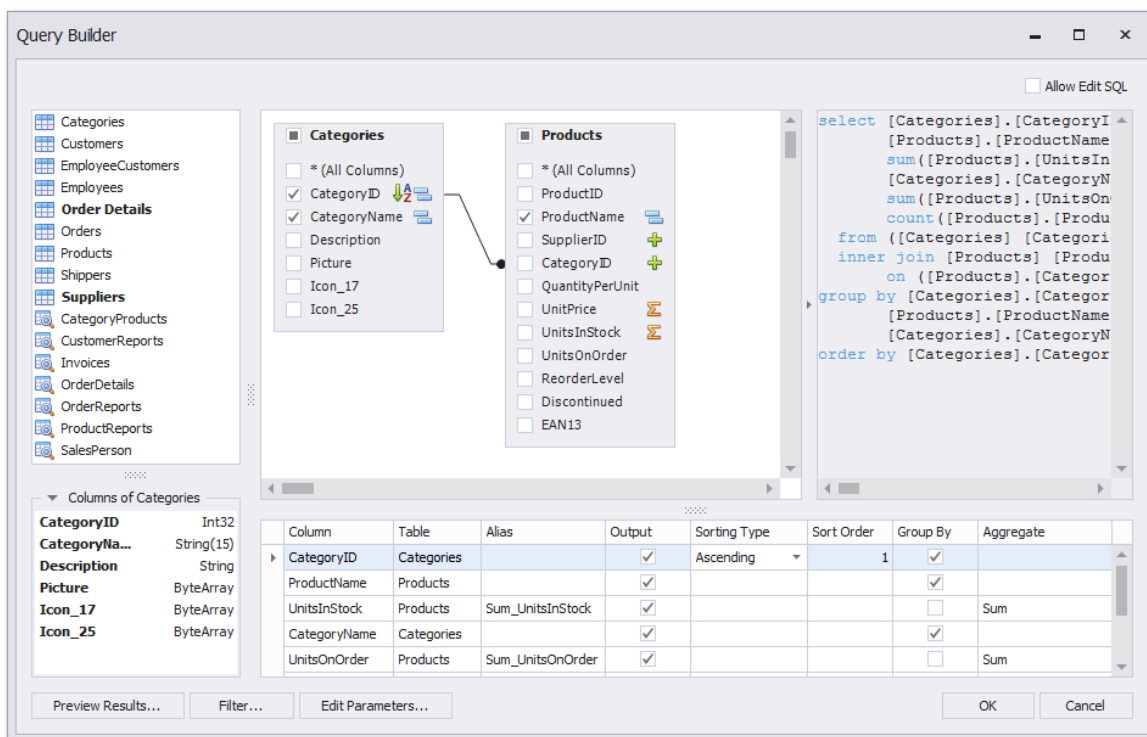 Query Builder
Allow Edit SQL
Categories
Customers
EmployeeCustomers
Employees
Order Details
Orders
Products
Shippers
Suppliers
CategoryProducts
CustomerReports
Invoices
OrderDetails
OrderReports
ProductReports
SalesPerson
Columns of Categories
CategoryID Int32
CategoryNa... String(15)
Description String
Picture ByteArray
Icon_17 ByteArray
Icon_25 ByteArray
Categories
* (All Columns)
CategoryID
CategoryName
Description
Picture
Icon_17
Icon_25
Products
* (All Columns)
ProductID
ProductName
SupplierID
CategoryID
QuantityPerUnit
UnitPrice
UnitsInStock
UnitsOnOrder
ReorderLevel
Discontinued
EAN13
select [Categories].[CategoryI
[Products].[ProductName
sum([Products].[UnitsIn
[Categories].[CategoryN
sum([Products].[UnitsOn
count([Products].[Produ
from ([Categories] [Categori
inner join [Products] [Produ
on ([Products].[Categor
group by [Categories].[Categor
[Products].[ProductName
[Categories].[CategoryN
order by [Categories].[Categor
Column Table Alias Output Sorting Type Sort Order Group By Aggregate
CategoryID Categories Ascending 1
ProductName Products
UnitsInStock Products Sum_UnitsInStock Sum
CategoryName Categories
UnitsOnOrder Products Sum_UnitsOnOrder Sum
Preview Results... Filter... Edit Parameters... OK Cancel